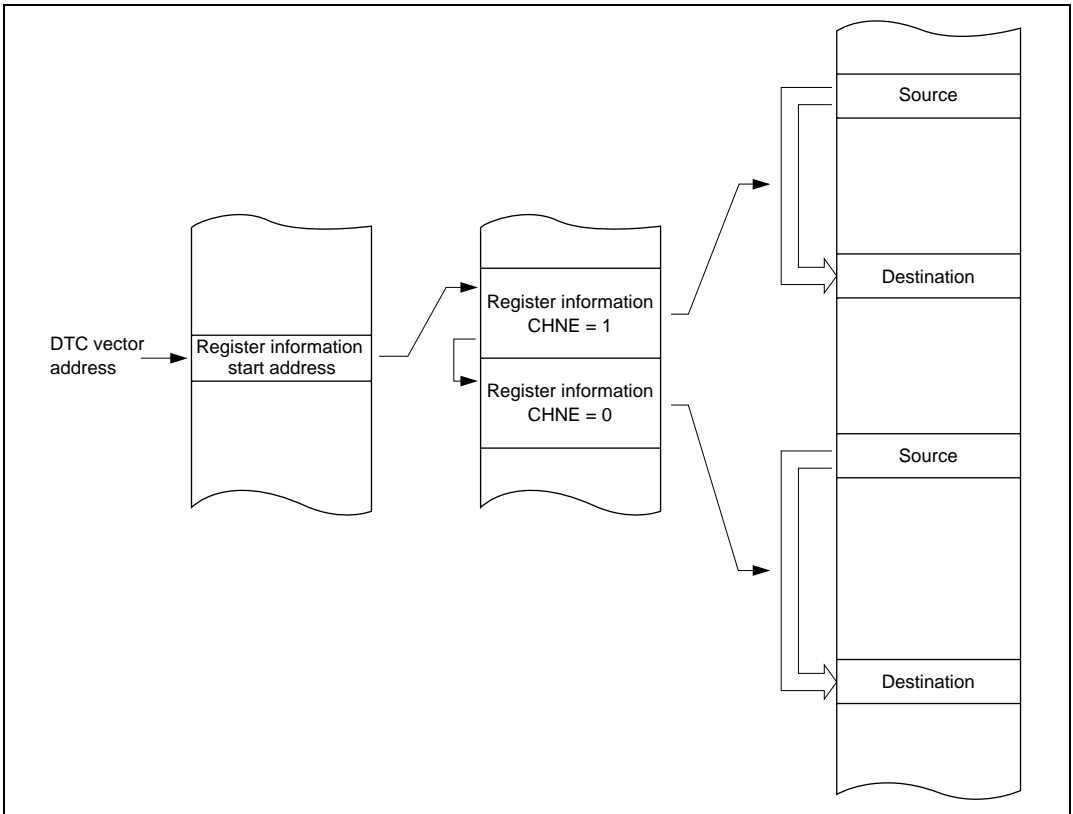 DTC vector
address
Register information
start address
Register information
CHNE = 1
Register information
CHNE = 0
Source
Destination
Source
Destination